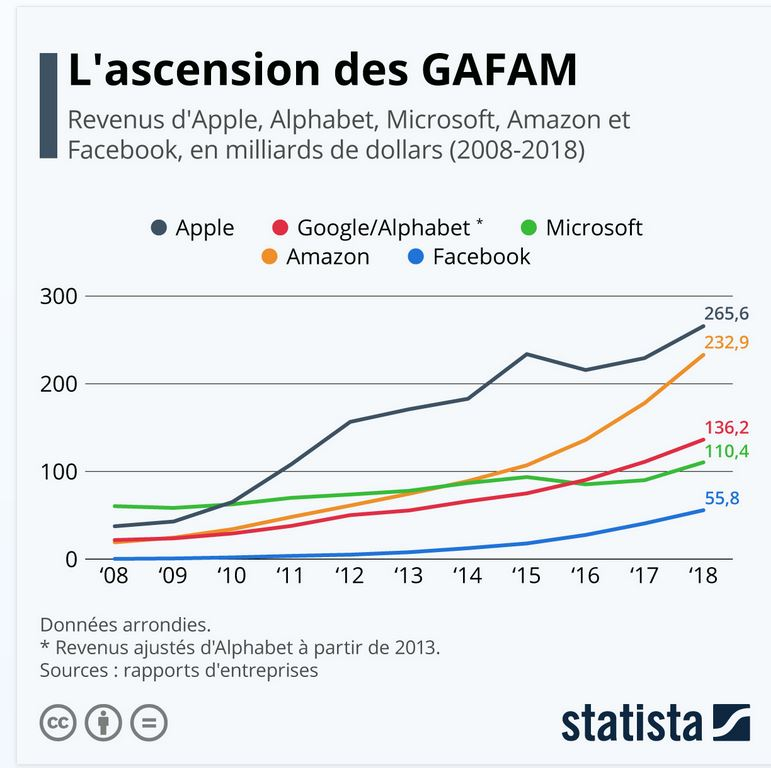 L'ascension des GAFAM
Revenus d'Apple, Alphabet, Microsoft, Amazon et
Facebook, en milliards de dollars (2008-2018)
Apple Google/Alphabet * Microsoft
Amazon Facebook
300
265,6
232,9
200
136,2
110,4
100
55,8
0
‘08 ‘09 ‘10 ‘11 ‘12 ‘13 ‘14 ‘15 ‘16 ‘17 ‘18
Données arrondies.
* Revenus ajustés d'Alphabet à partir de 2013.
Sources : rapports d'entreprises
cc
statista